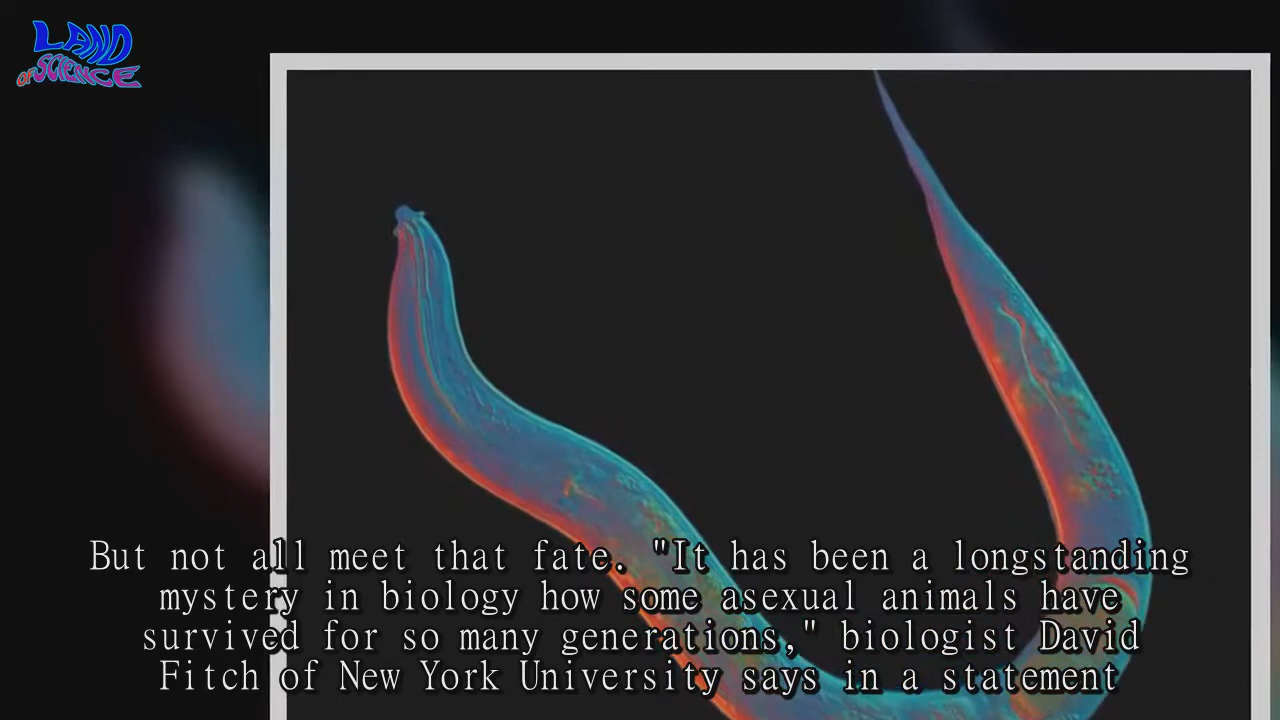 LAND
OF SCIENCE
But not all meet that fate. "It has been a longstanding
mystery in biology how some asexual animals have
survived for so many generations," biologist David
Fitch of New York University says in a statement